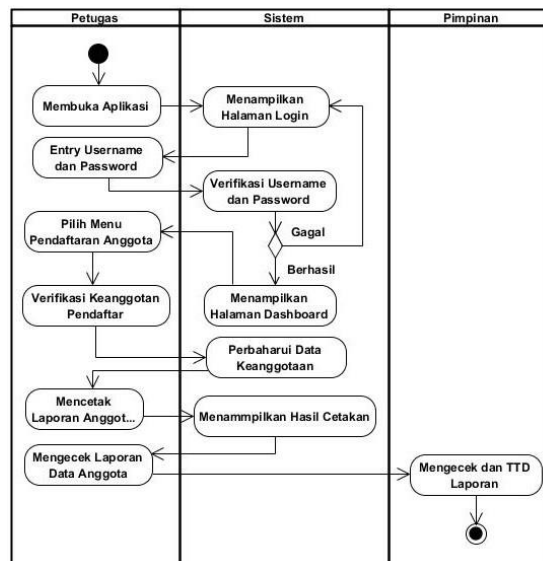 Petugas
Sistem
Pimpinan
Membuka Aplikasi
Menampilkan
Halaman Login
Entry Username
dan Password
Verifikasi Username
dan Password
Pilih Menu
Pendaftaran Anggota
Gagal
Berhasil
Verifikasi Keanggotan
Pendaftar
Menampilkan
Halaman Dashboard
Perbaharui Data
Keanggotaan
Mencetak
Laporan Anggot...
Menammpilkan Hasil Cetakan
Mengecek Laporan
Data Anggota
Mengecek dan TTD
Laporan